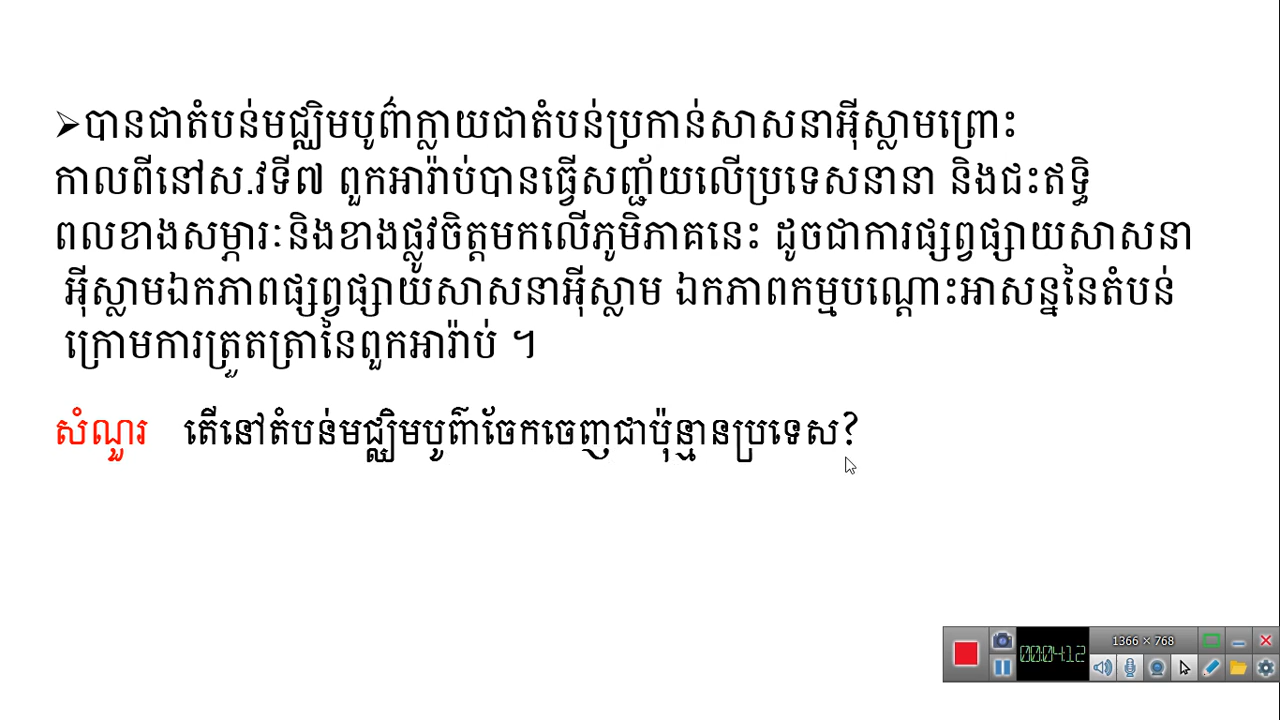 ➢បានជាតំបន់មជ្ឈិមបូព៌ាក្លាយជាតំបន់ប្រកាន់សាសនាអ៊ីស្លាមព្រោះ
កាលពីនៅស.វទី៧ ពួកអារ៉ាប់បានធ្វើសញ្ជ័យលើប្រទេសនានា និងជះឥទ្ធិ
ពលខាងសម្ភារៈនិងខាងផ្លូវចិត្តមកលើភូមិភាគនេះ ដូចជាការផ្សព្វផ្សាយសាសនា
អ៊ីស្លាមឯកភាពផ្សព្វផ្សាយសាសនាអ៊ីស្លាម ឯកភាពកម្មបណ្តោះអាសន្ននៃតំបន់
ក្រោមការត្រួតត្រានៃពួកអារ៉ាប់ ។
សំណួរ តើនៅតំបន់មជ្ឈិមបូព៌ាចែកចេញជាប៉ុន្មានប្រទេស?
1366 × 768
00:04:12